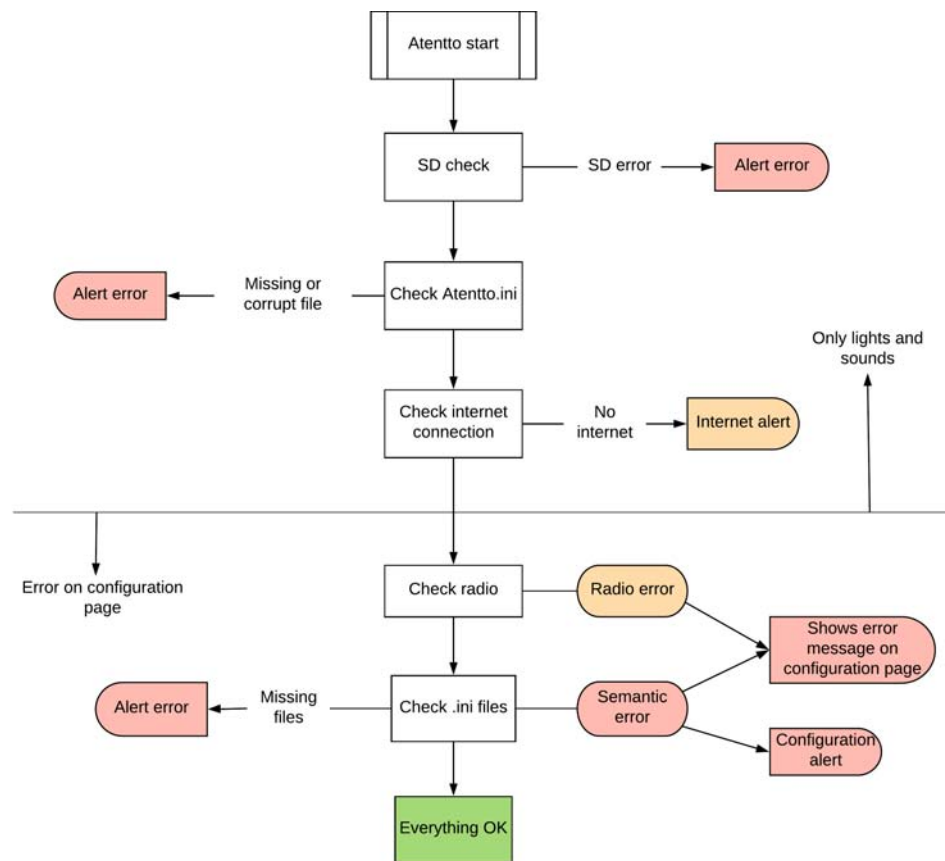 Atentto start
SD check
SD error
Alert error
Alert error
Missing or
corrupt file
Check Atentto.ini
Only lights and
sounds
Check internet
connection
No
internet
Internet alert
Error on configuration
page
Check radio
Radio error
Shows error
message on
configuration page
Alert error
Missing
files
Check .ini files
Semantic
error
Configuration
alert
Everything OK